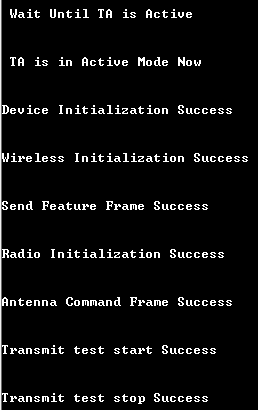 Wait Until TA is Active
TA is in Active Mode Now
Device Initialization Success
Wireless Initialization Success
Send Feature Frame Success
Radio Initialization Success
Antenna Command Frame Success
Transmit test start Success
Transmit test stop Success